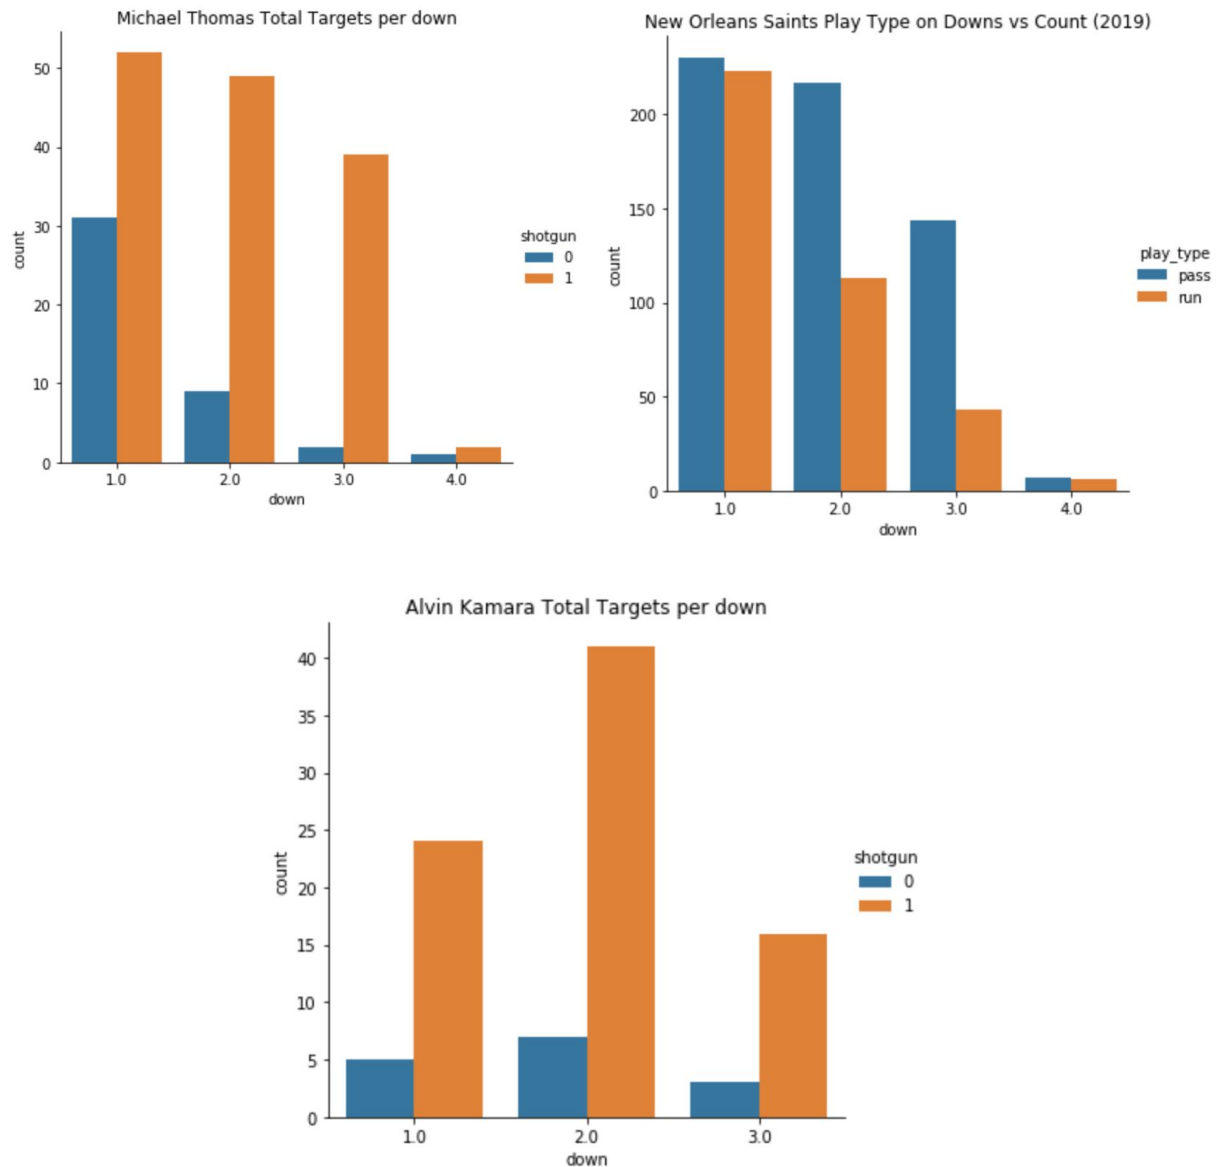 Michael Thomas Total Targets per down
50
40
30
20
10
0
count
1.0 2.0 3.0 4.0
down
shotgun
0
1
New Orleans Saints Play Type on Downs vs Count (2019)
200
150
100
50
0
count
1.0 2.0 3.0 4.0
down
play_type
pass
run
Alvin Kamara Total Targets per down
40
35
30
25
20
15
10
5
0
count
1.0 2.0 3.0
down
shotgun
0
1